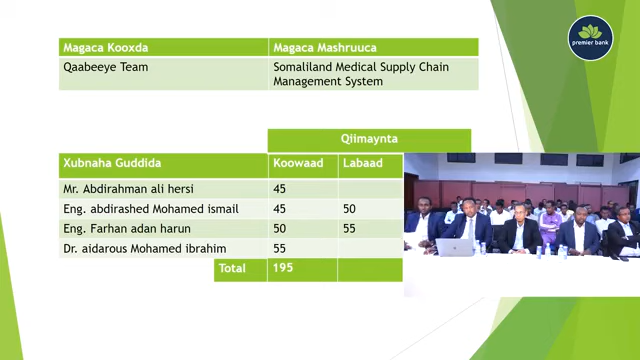 premier bank
Magaca Kooxda Magaca Mashruuca
Qaabeeye Team Somaliland Medical Supply Chain
Management System
Qiimaynta
Xubnaha Guddida Koowaad Labaad
Mr. Abdirahman ali hersi 45
Eng. abdirashed Mohamed ismail 45 50
Eng. Farhan adan harun 50 55
Dr. aidarous Mohamed ibrahim 55
Total 195